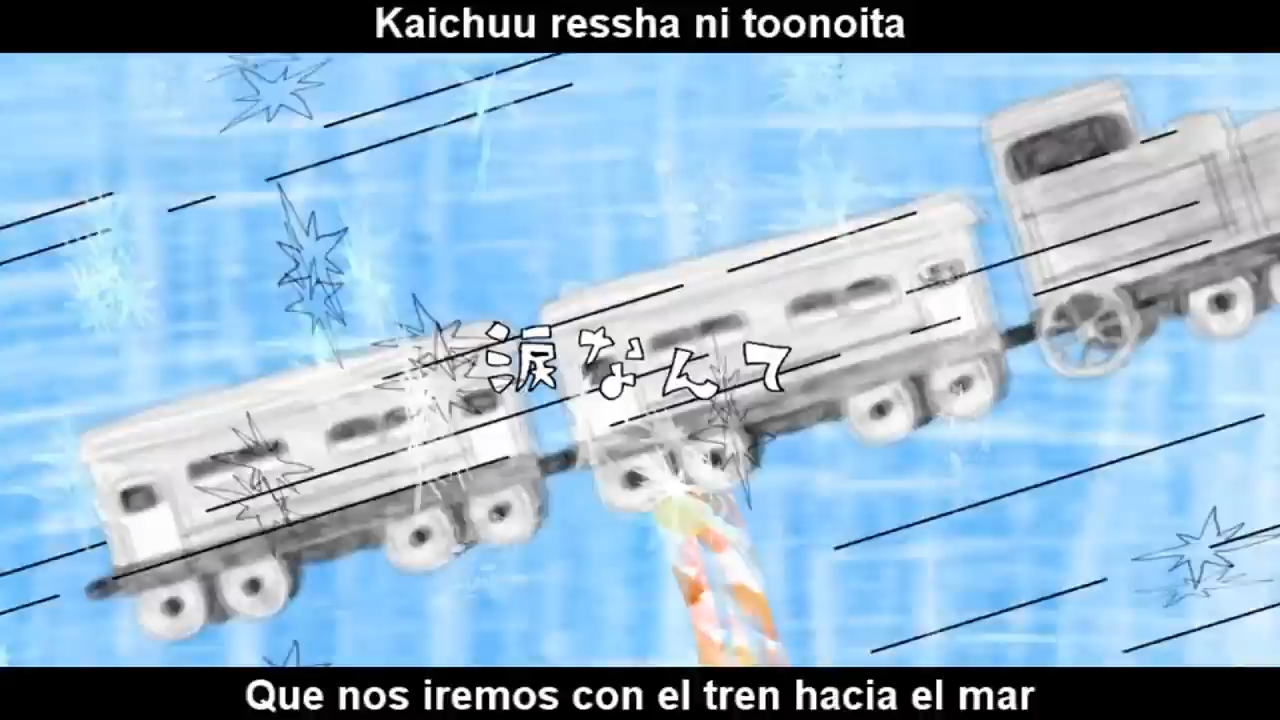 Kaichuu ressha ni toonoita
涙なんて
Que nos iremos con el tren hacia el mar